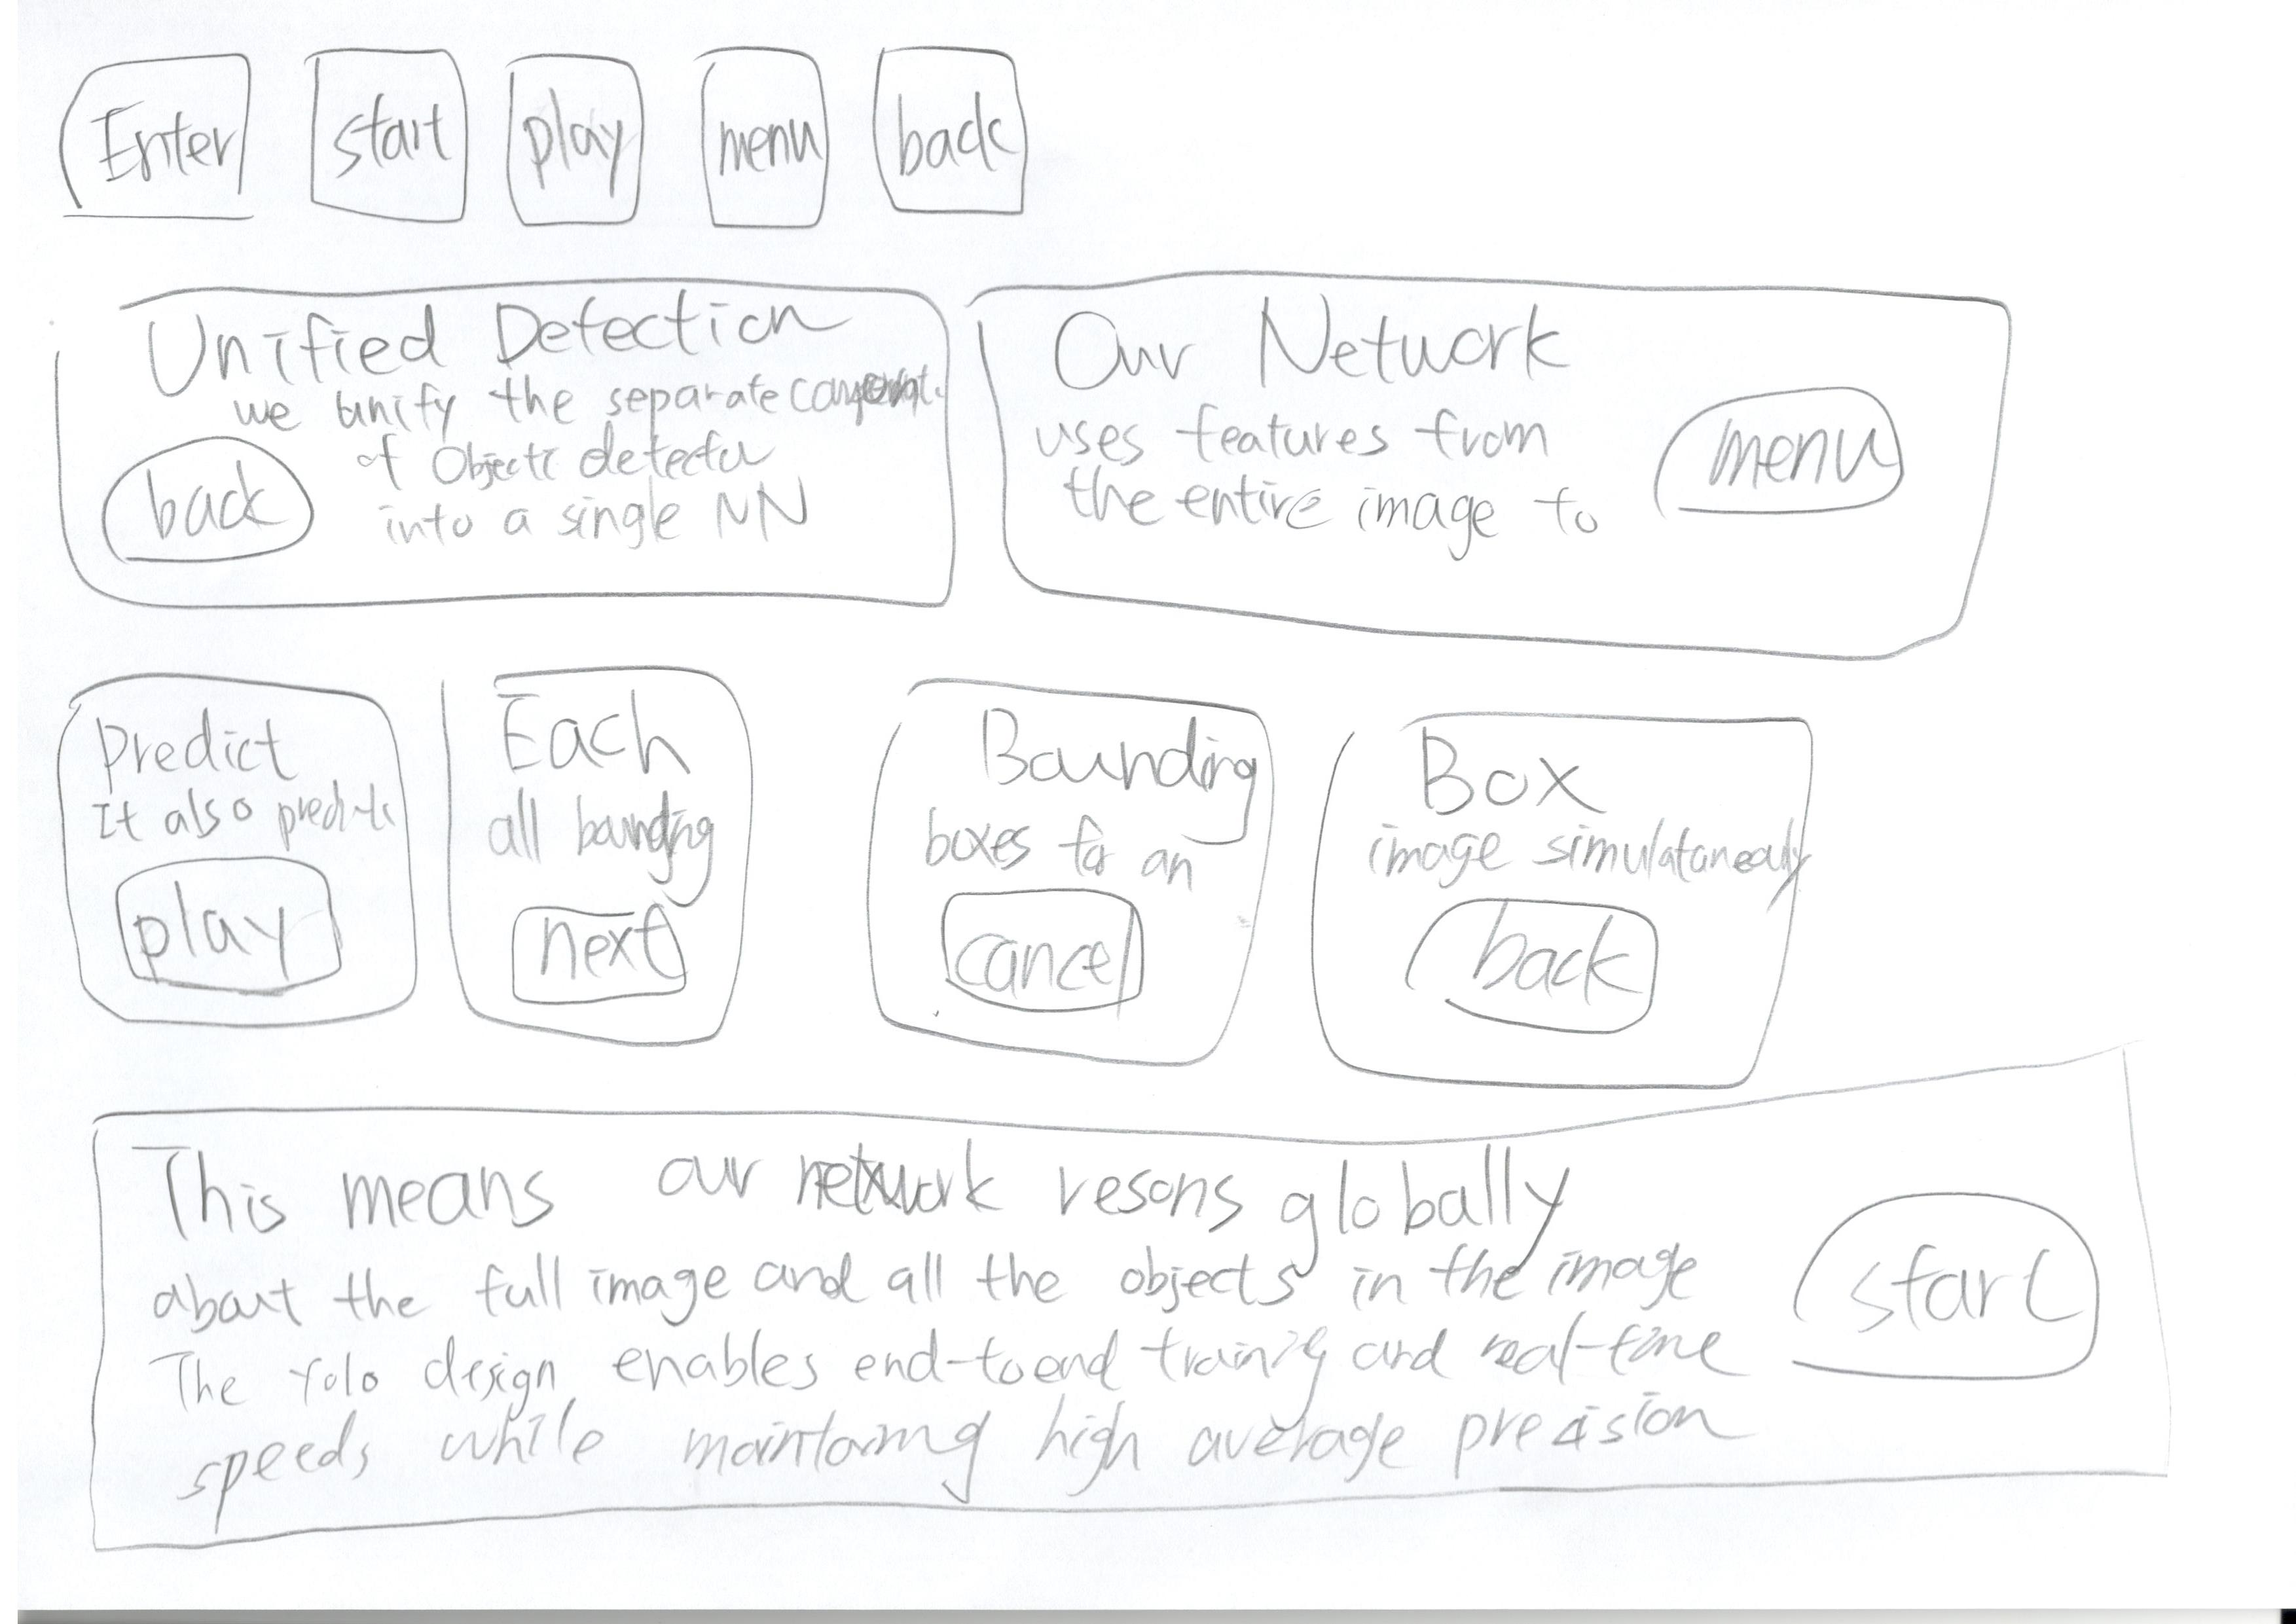 Enter start play menu back
Unified Detection
we unify the separate
of Object detector
into a single NN
back
Our Network
uses features from
the entire image to
menu
Predict
It also predicts
play
Each
all bounding
next
Bounding
boxes for an
cancel
Box
image simulataneously
back
This means our network resons globally
about the full image and all the objects in the image
The Yolo design enables end-to end training and real-time
speeds while maintaining high average precision
start